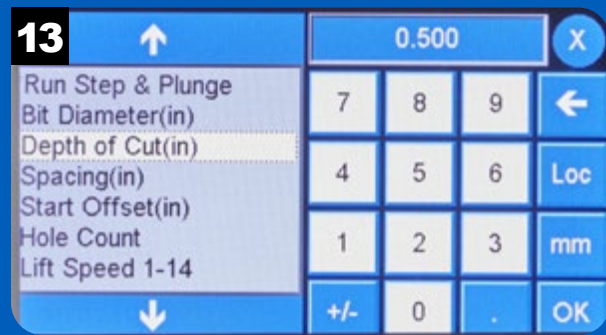 13
0.500
X
Run Step & Plunge
Bit Diameter(in)
Depth of Cut(in)
Spacing(in)
Start Offset(in)
Hole Count
Lift Speed 1-14
7 8 9
4 5 6 Loc
1 2 3 mm
+/- 0 . OK